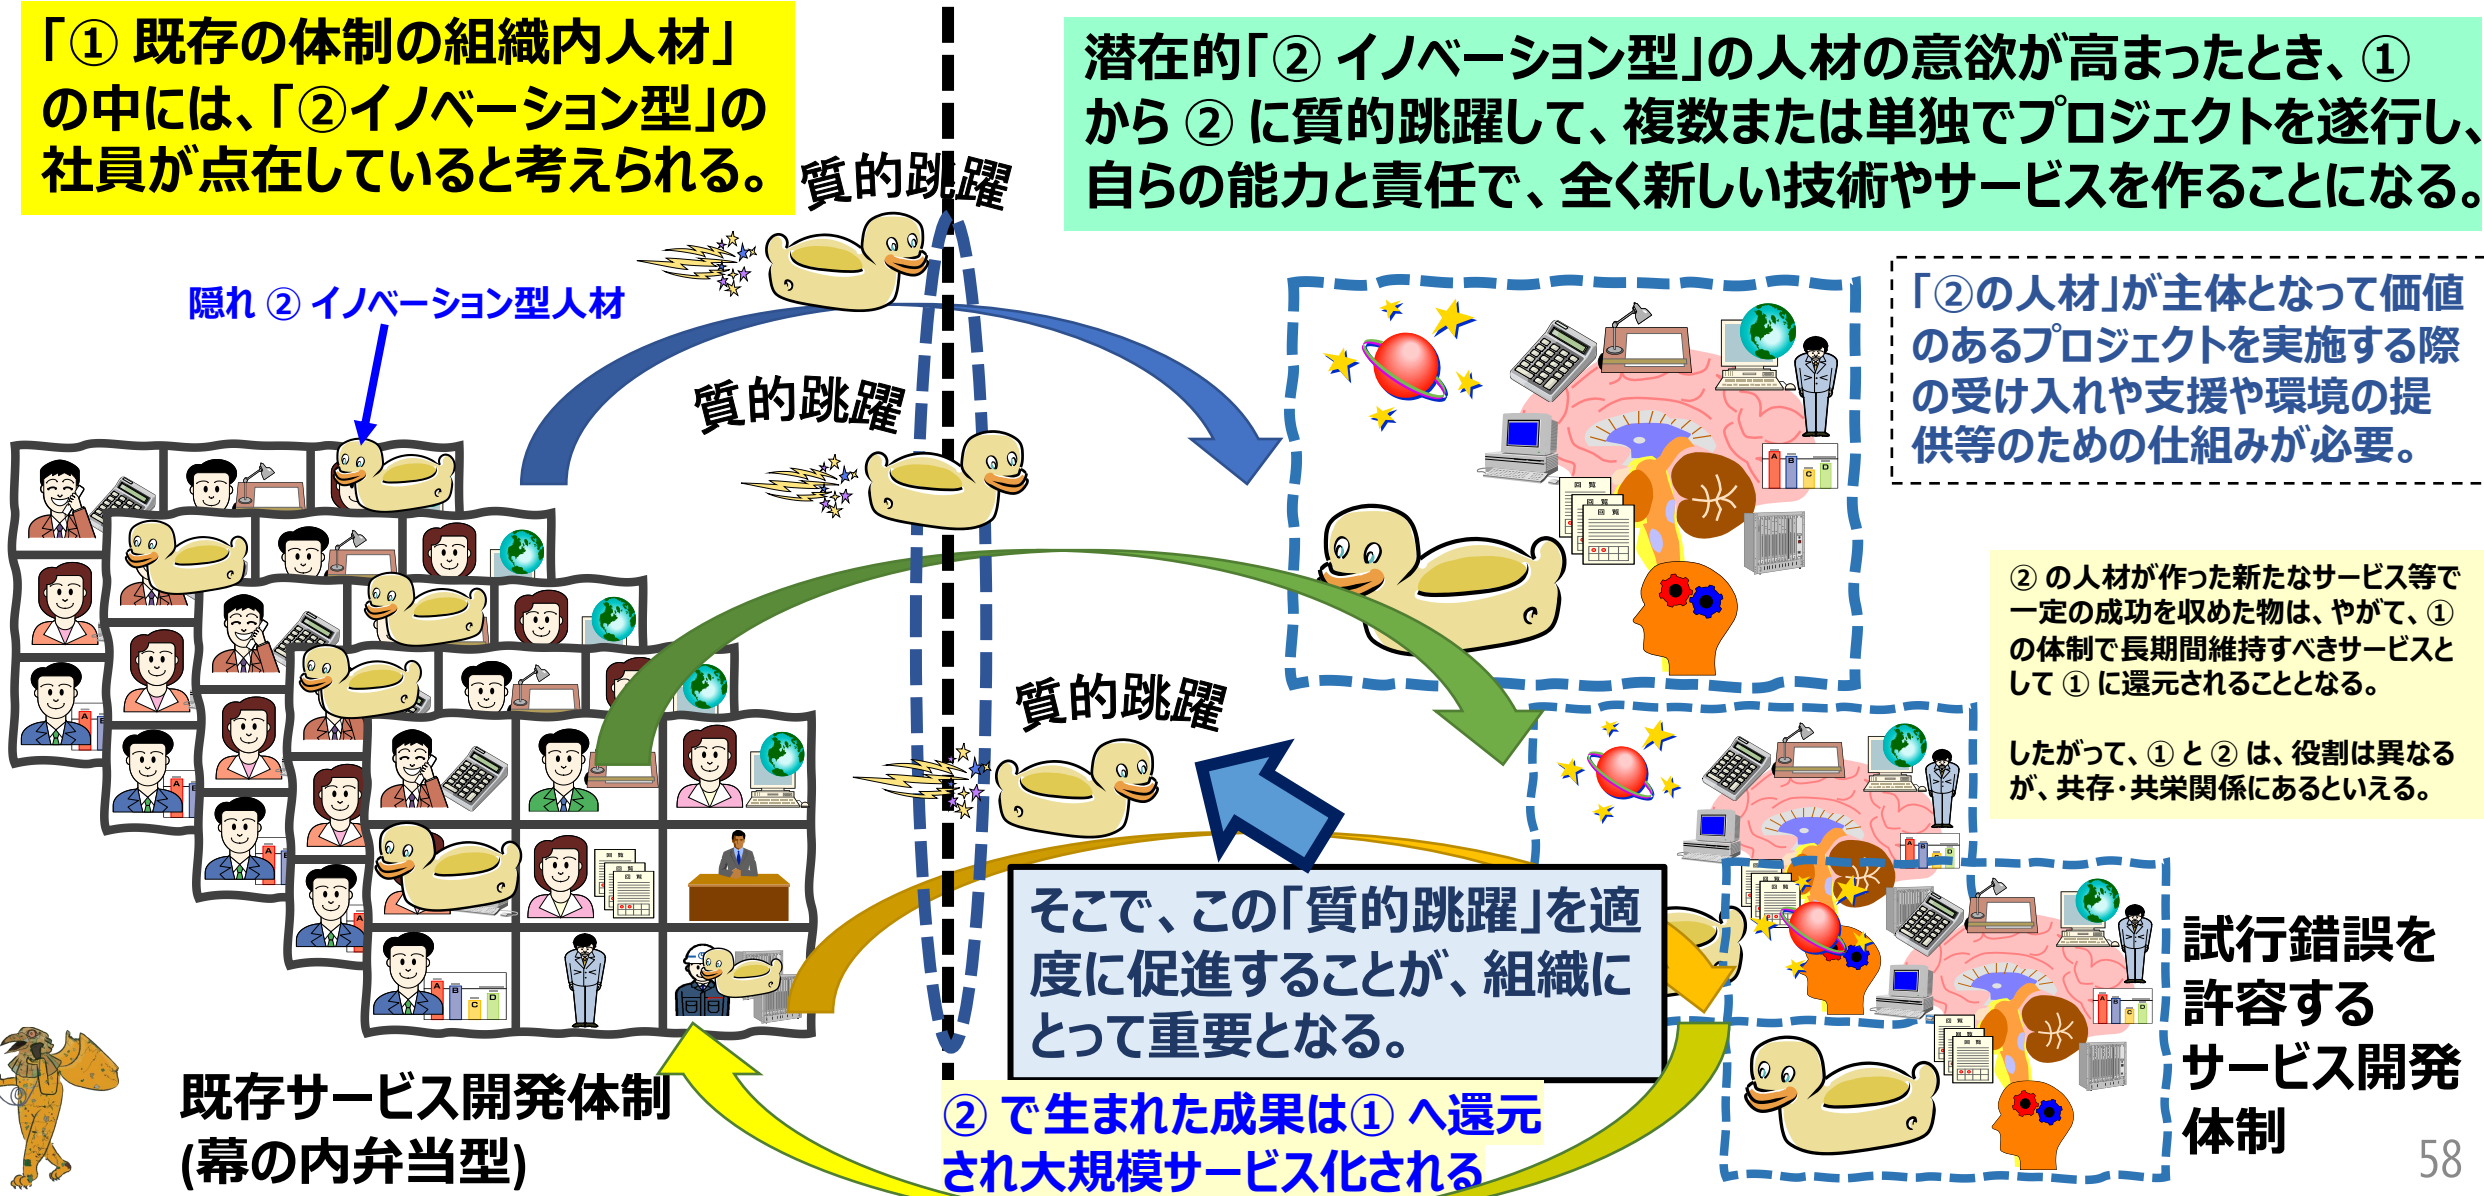 「① 既存の体制の組織内人材」
の中には、「②イノベーション型」の
社員が点在していると考えられる。
潜在的「② イノベーション型」の人材の意欲が高まったとき、①
から ② に質的跳躍して、複数または単独でプロジェクトを遂行し、
自らの能力と責任で、全く新しい技術やサービスを作ることになる。
質的跳躍
隠れ ② イノベーション型人材
「②の人材」が主体となって価値
のあるプロジェクトを実施する際
の受け入れや支援や環境の提
供等のための仕組みが必要。
質的跳躍
② の人材が作った新たなサービス等で
一定の成功を収めた物は、やがて、①
の体制で長期間維持すべきサービスと
して ① に還元されることとなる。
したがって、① と ② は、役割は異なる
が、共存・共栄関係にあるといえる。
質的跳躍
そこで、この「質的跳躍」を適
度に促進することが、組織に
とって重要となる。
試行錯誤を
許容する
サービス開発
体制
既存サービス開発体制
(幕の内弁当型)
② で生まれた成果は① へ還元
され大規模サービス化される
58